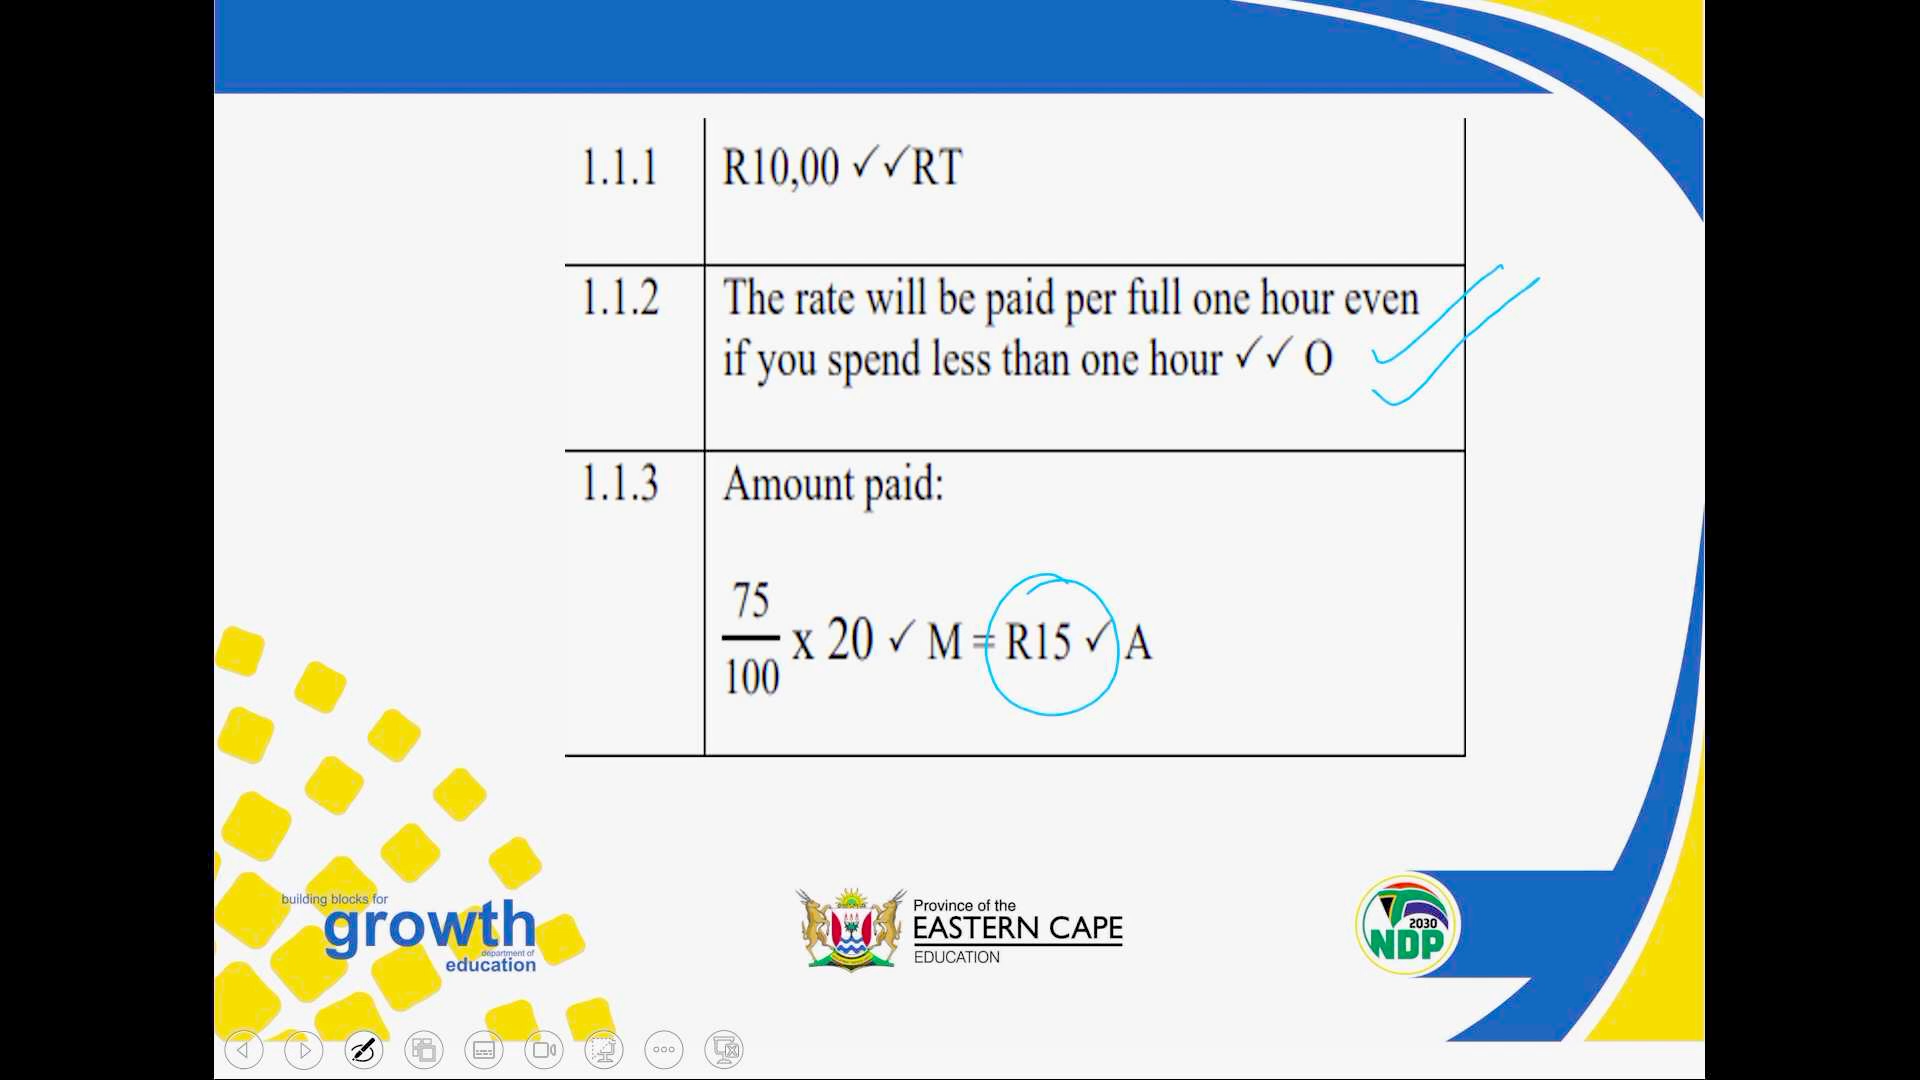 1.1.1 R10,00 ✓✓RT
1.1.2 The rate will be paid per full one hour even
if you spend less than one hour ✓✓ O
1.1.3 Amount paid:
75
100
x 20 ✓ M = R15 ✓ A
building blocks for
growth
department of
education
Province of the
EASTERN CAPE
EDUCATION
2030
NDP